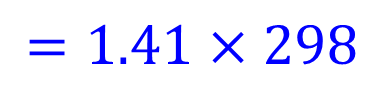 = 1.41 × 298